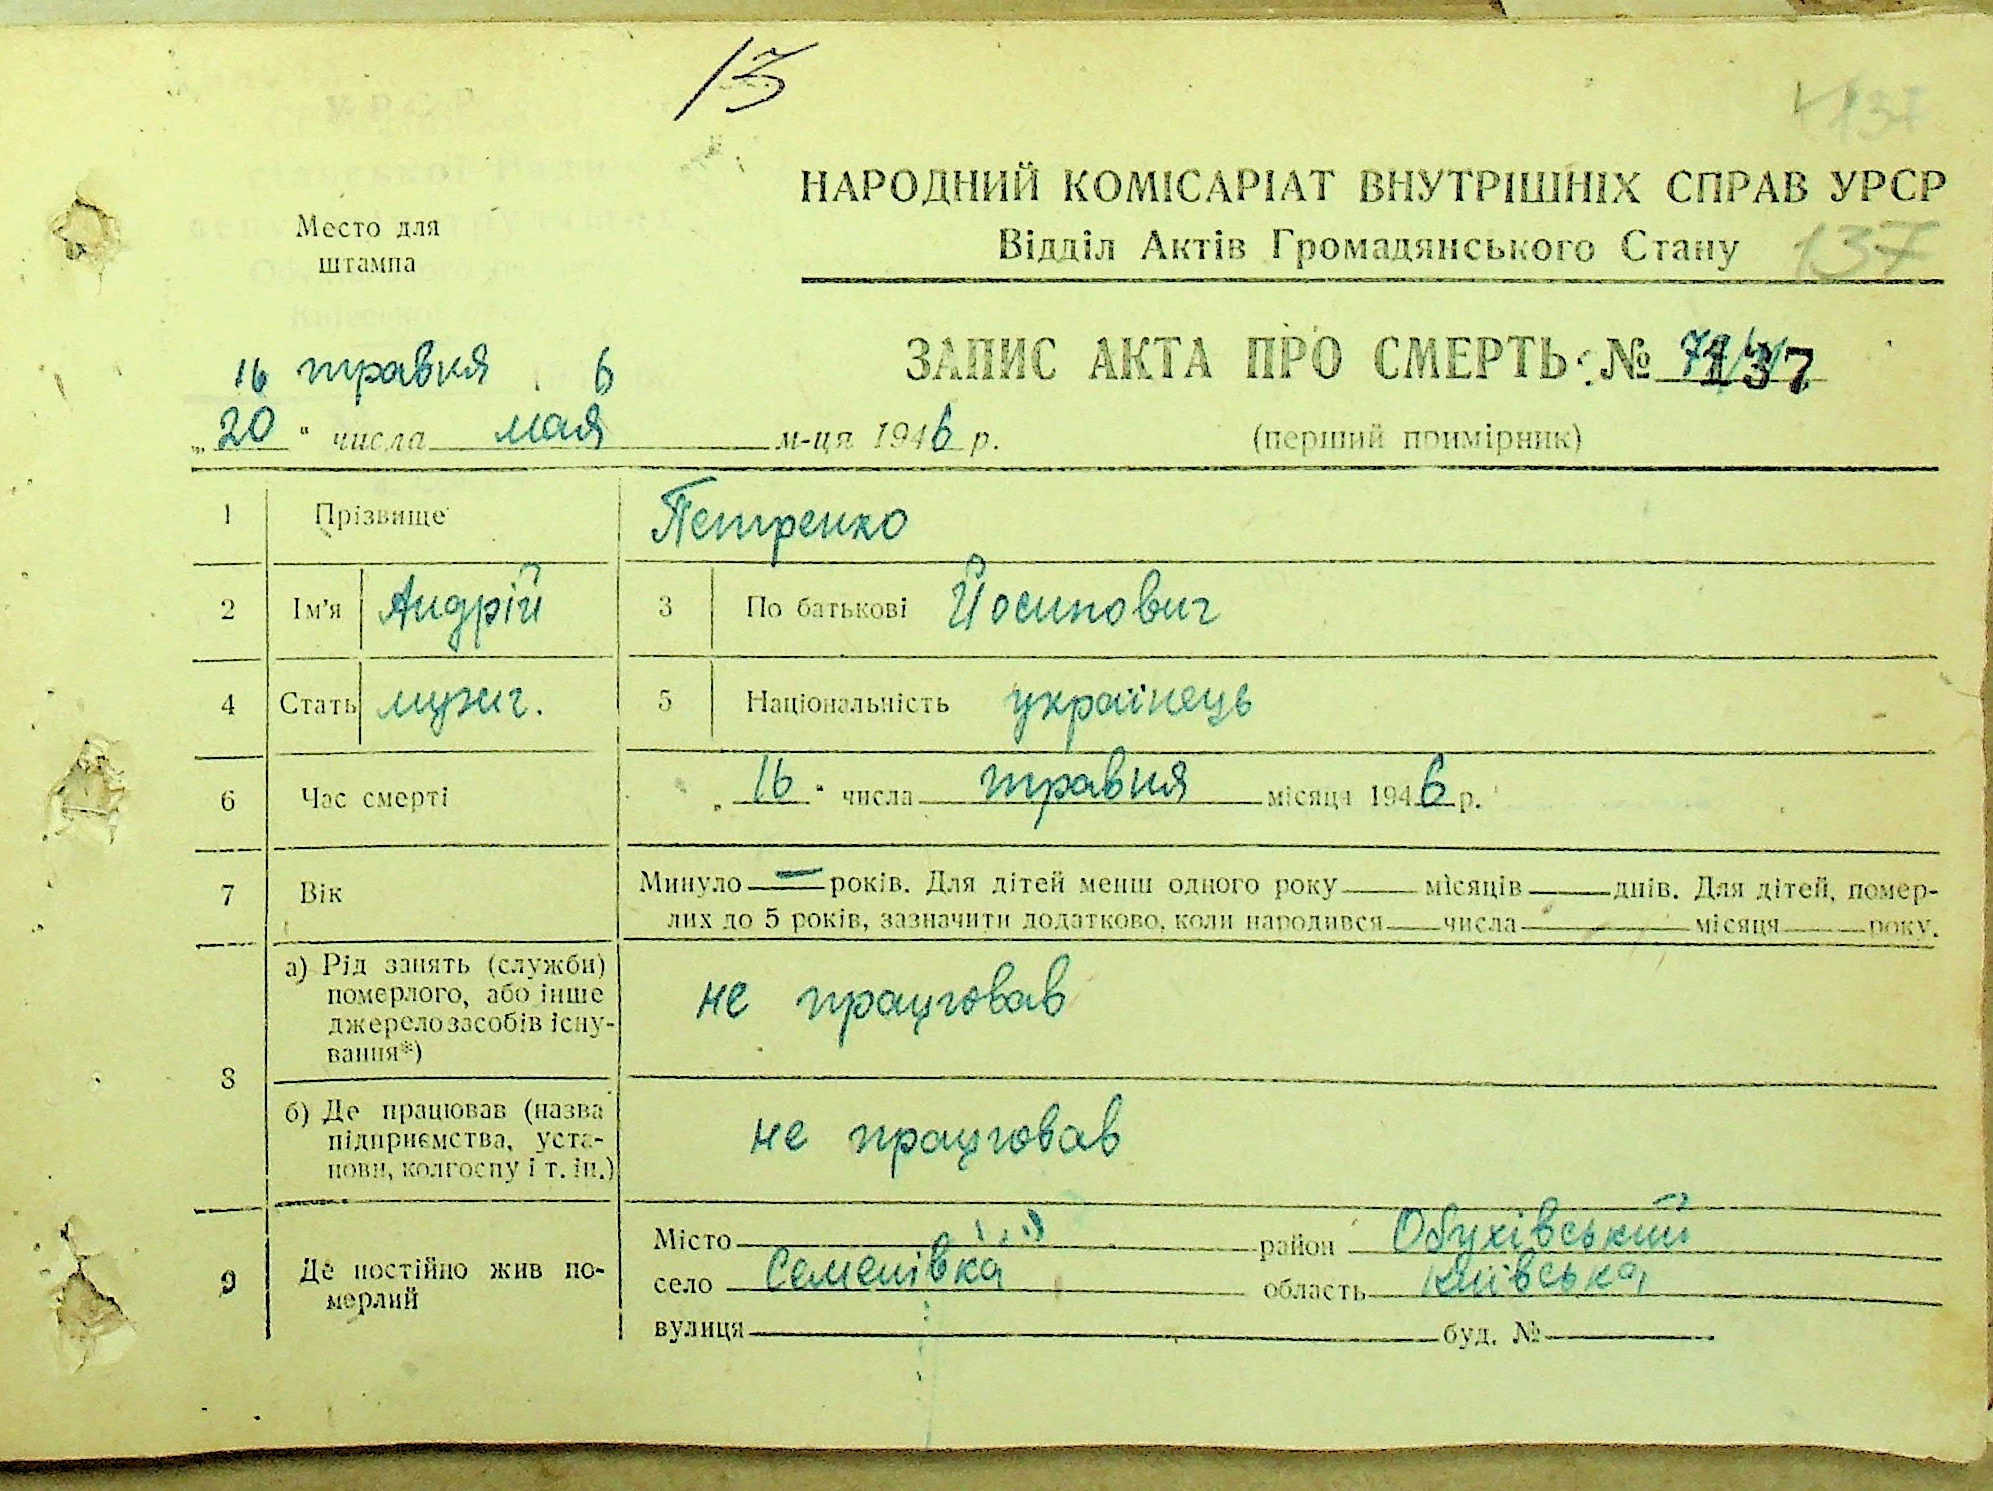 13
137
НАРОДНИЙ КОМІСАРІАТ ВНУТРІШНІХ СПРАВ УРСР
Место для штампа
Відділ Актів Громадянського Стану 137
ЗАПИС АКТА ПРО СМЕРТЬ № 137
16 травня 6
„20“ числа мая м-ця 1946 р. (перший примірник)
1 Прізвище Петренко
2 Ім'я Андрій 3 По батькові Йосипович
4 Стать мужч. 5 Національність українець
6 Час смерті „16“ числа травня місяця 1946 р.
7 Вік Минуло — років. Для дітей менш одного року місяців днів. Для дітей, помер-
лих до 5 років, зазначити додатково, коли народився числа місяця року.
8 а) Рід занять (служби)
померлого, або інше
джерело засобів існу-
вання*)
не працював
б) Де працював (назва
підприємства, уста-
нови, колгоспу і т. ін.)
не працював
9 Де постійно жив по-
мерлий
Місто район Обухівський
село Семенівка область Київська
вулиця буд. №